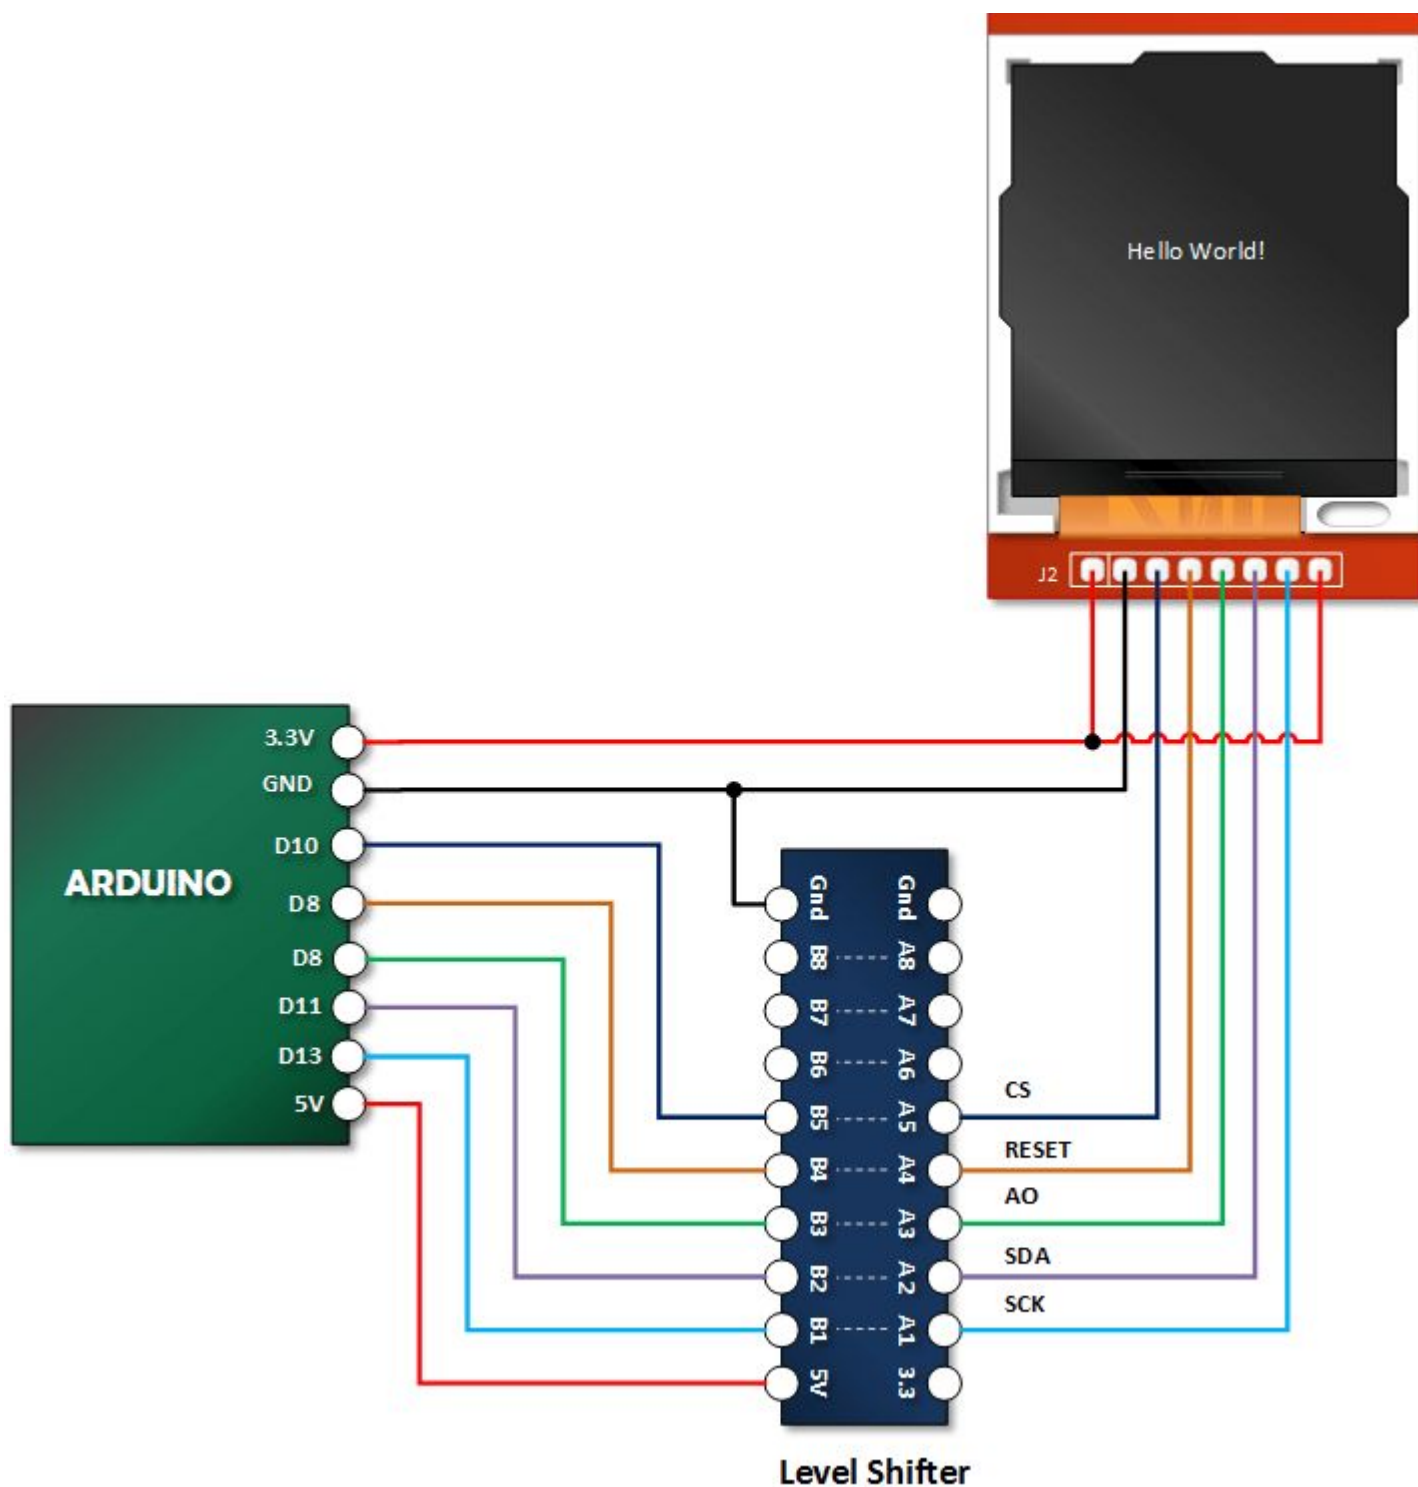 Hello World!
J2
3.3V
GND
D10
ARDUINO
D8
D8
D11
D13
5V
Gnd Gnd
B8 A8
B7 A7
B6 A6
B5 A5
B4 A4
B3 A3
B2 A2
B1 A1
5V 3.3
CS
RESET
AO
SDA
SCK
Level Shifter